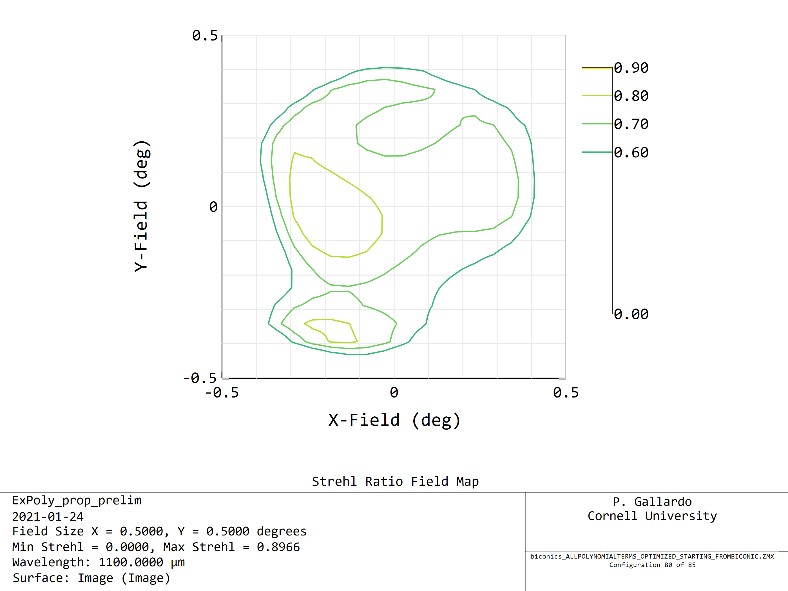 0.5
0
-0.5
-0.5
0
0.5
Y-Field (deg)
X-Field (deg)
0.90
0.80
0.70
0.60
0.00
Strehl Ratio Field Map
ExPoly_prop_prelim
2021-01-24
Field Size X = 0.5000, Y = 0.5000 degrees
Min Strehl = 0.0000, Max Strehl = 0.8966
Wavelength: 1100.0000 µm
Surface: Image (Image)
P. Gallardo
Cornell University
biconics_ALLPOLYNOMIALTERMS_OPTIMIZED_STARTING_FROMBICONIC.ZMX
Configuration 80 of 85